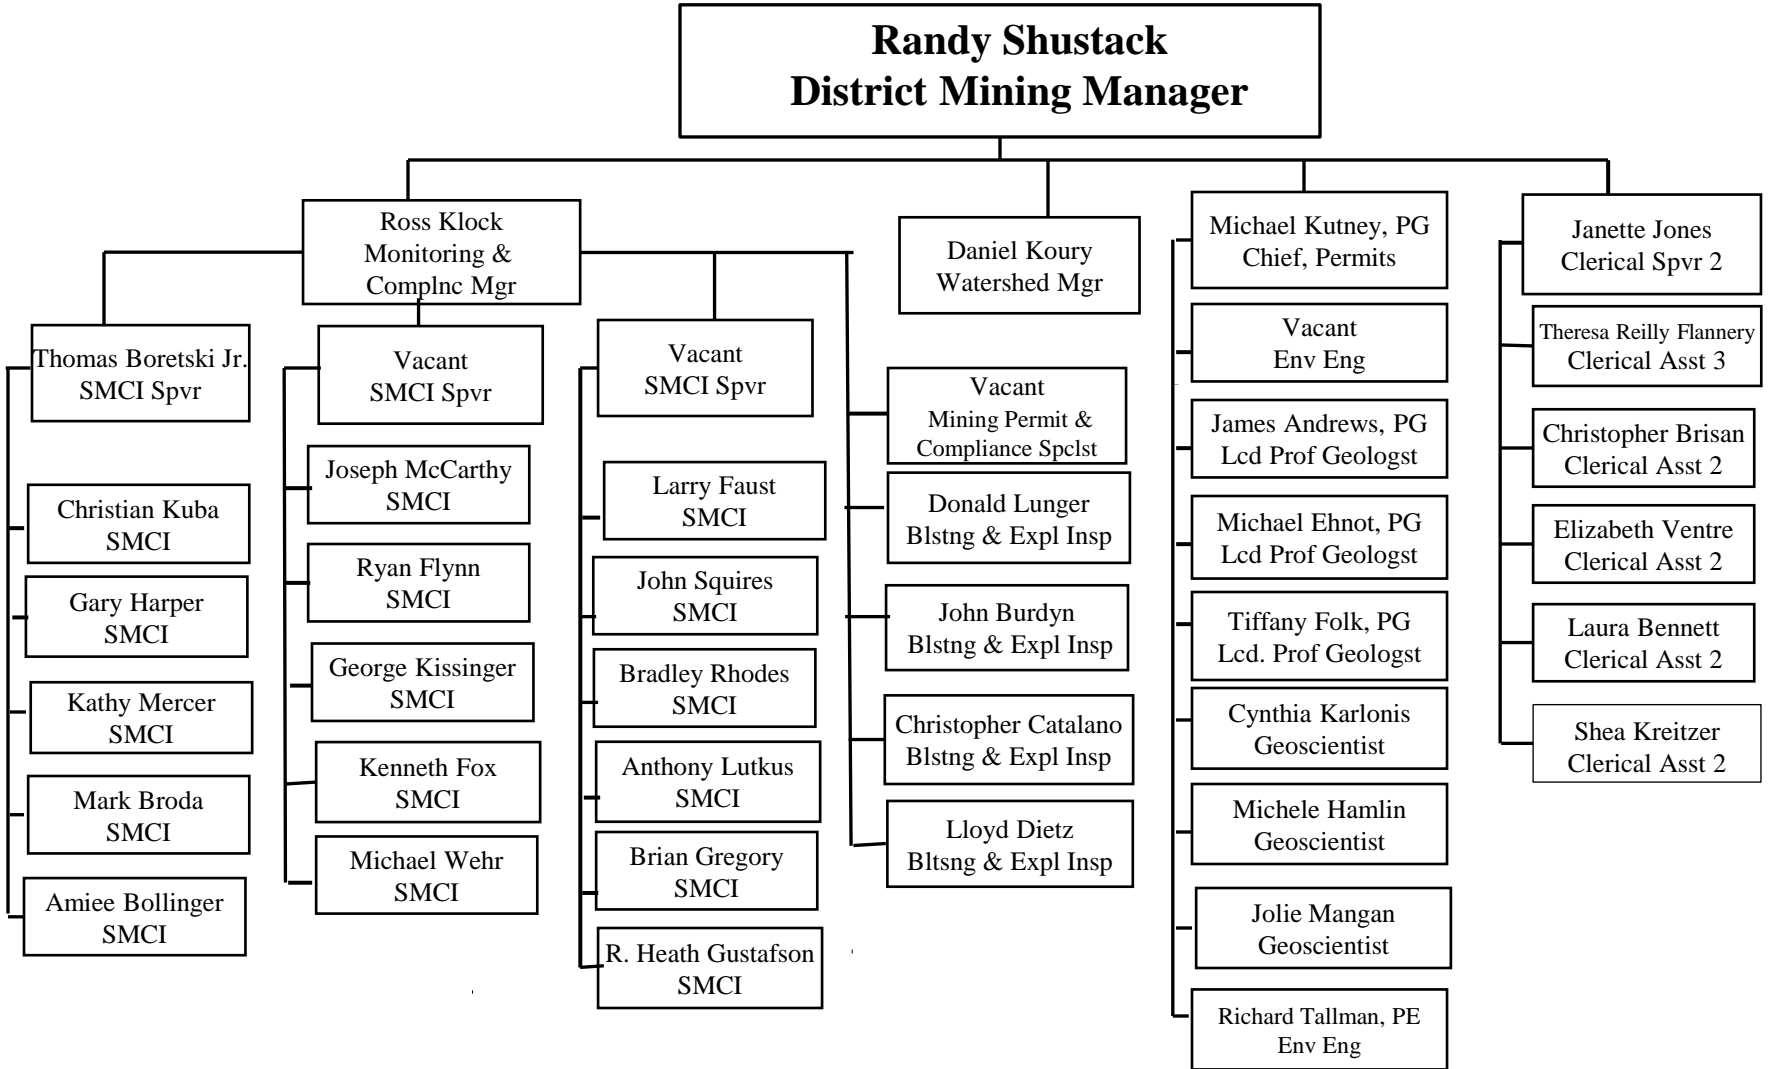 Randy Shustack
District Mining Manager
Ross Klock
Monitoring &
Complnc Mgr
Thomas Boretski Jr.
SMCI Spvr
Christian Kuba
SMCI
Gary Harper
SMCI
Kathy Mercer
SMCI
Mark Broda
SMCI
Amiee Bollinger
SMCI
Vacant
SMCI Spvr
Joseph McCarthy
SMCI
Ryan Flynn
SMCI
George Kissinger
SMCI
Kenneth Fox
SMCI
Michael Wehr
SMCI
Vacant
SMCI Spvr
Larry Faust
SMCI
John Squires
SMCI
Bradley Rhodes
SMCI
Anthony Lutkus
SMCI
Brian Gregory
SMCI
R. Heath Gustafson
SMCI
Vacant
Mining Permit &
Compliance Spclst
Donald Lunger
Blstng & Expl Insp
John Burdyn
Blstng & Expl Insp
Christopher Catalano
Blstng & Expl Insp
Lloyd Dietz
Bltsng & Expl Insp
Daniel Koury
Watershed Mgr
Michael Kutney, PG
Chief, Permits
Vacant
Env Eng
James Andrews, PG
Lcd Prof Geologst
Michael Ehnot, PG
Lcd Prof Geologst
Tiffany Folk, PG
Lcd. Prof Geologst
Cynthia Karlonis
Geoscientist
Michele Hamlin
Geoscientist
Jolie Mangan
Geoscientist
Richard Tallman, PE
Env Eng
Janette Jones
Clerical Spvr 2
Theresa Reilly Flannery
Clerical Asst 3
Christopher Brisan
Clerical Asst 2
Elizabeth Ventre
Clerical Asst 2
Laura Bennett
Clerical Asst 2
Shea Kreitzer
Clerical Asst 2